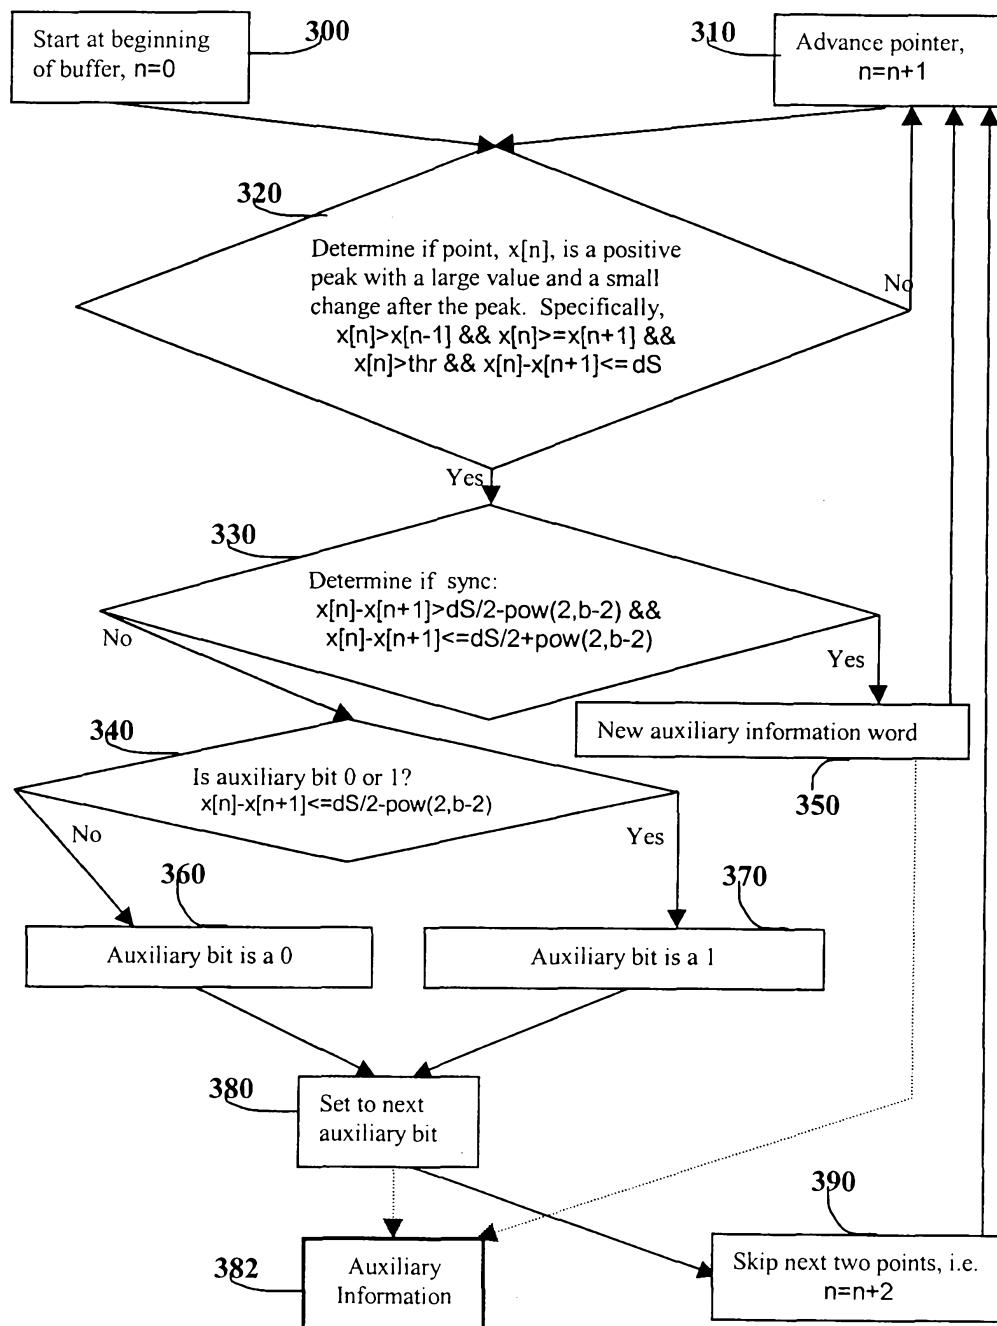 300
Start at beginning
of buffer, n=0
310
Advance pointer,
n=n+1
320
Determine if point, x[n], is a positive
peak with a large value and a small
change after the peak. Specifically,
x[n]>x[n-1] && x[n]>=x[n+1] &&
x[n]>thr && x[n]-x[n+1]<=dS
No
Yes
330
Determine if sync:
x[n]-x[n+1]>dS/2-pow(2,b-2) &&
x[n]-x[n+1]<=dS/2+pow(2,b-2)
No
Yes
340
New auxiliary information word
350
Is auxiliary bit 0 or 1?
x[n]-x[n+1]<=dS/2-pow(2,b-2)
No
Yes
360
Auxiliary bit is a 0
370
Auxiliary bit is a 1
380
Set to next
auxiliary bit
390
Skip next two points, i.e.
n=n+2
382
Auxiliary
Information